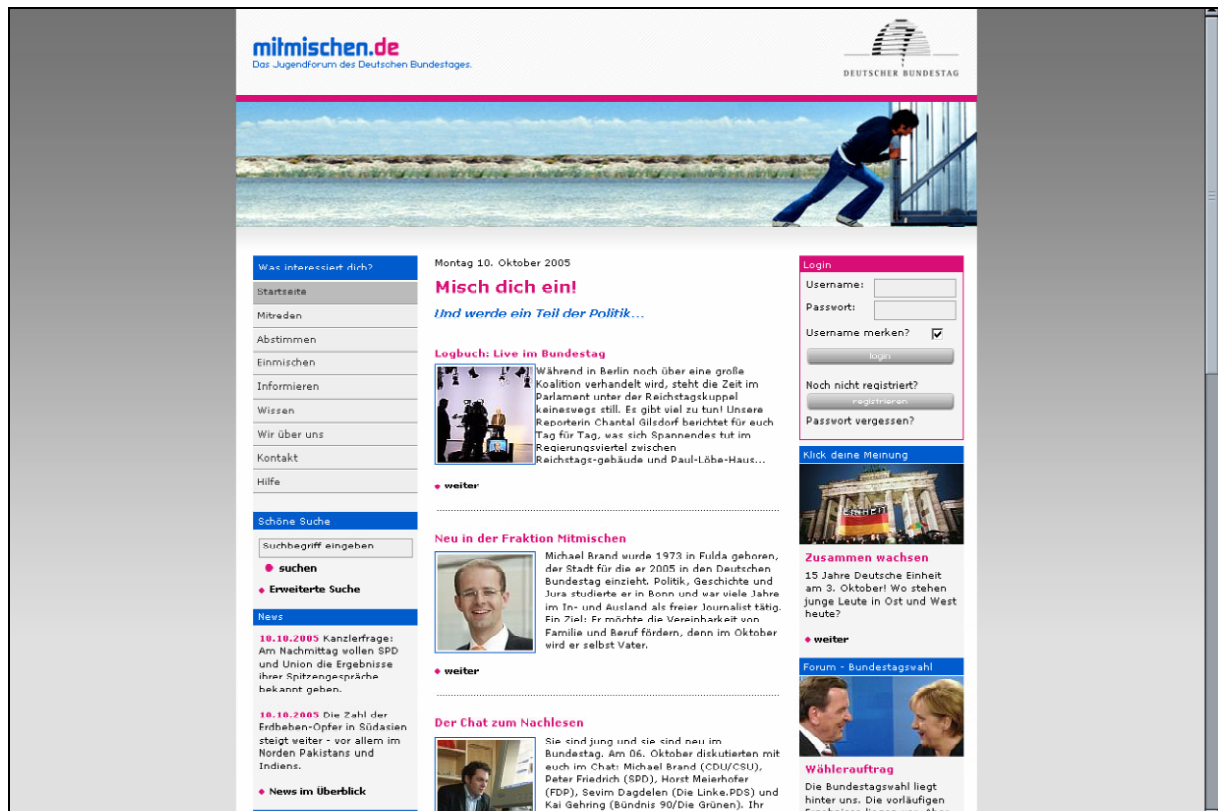 mitmischen.de
Das Jugendforum des Deutschen Bundestages.
DEUTSCHER BUNDESTAG
Was interessiert dich?
Startseite
Mitreden
Abstimmen
Einmischen
Informieren
Wissen
Wir über uns
Kontakt
Hilfe
Schöne Suche
Suchbegriff eingeben
suchen
Erweiterte Suche
News
10.10.2005 Kanzlerfrage:
Am Nachmittag wollen SPD
und Union die Ergebnisse
ihrer Spitzengespräche
bekannt geben.
10.10.2005 Die Zahl der
Erdbeben-Opfer in Südasien
steigt weiter - vor allem im
Norden Pakistans und
Indiens.
News im Überblick
Montag 10. Oktober 2005
Misch dich ein!
Und werde ein Teil der Politik...
Logbuch: Live im Bundestag
Während in Berlin noch über eine große
Koalition verhandelt wird, steht die Zeit im
Parlament unter der Reichstagskuppel
keineswegs still. Es gibt viel zu tun! Unsere
Reporterin Chantal Gilsdorf berichtet für euch
Tag für Tag, was sich Spannendes tut im
Regierungsviertel zwischen
Reichstags-gebäude und Paul-Löbe-Haus...
weiter
Neu in der Fraktion Mitmischen
Michael Brand wurde 1973 in Fulda geboren,
der Stadt für die er 2005 in den Deutschen
Bundestag einzieht. Politik, Geschichte und
Jura studierte er in Bonn und war viele Jahre
im In- und Ausland als freier Journalist tätig.
Ein Ziel: Er möchte die Vereinbarkeit von
Familie und Beruf fördern, denn im Oktober
wird er selbst Vater.
weiter
Der Chat zum Nachlesen
Sie sind jung und sie sind neu im
Bundestag. Am 06. Oktober diskutierten mit
euch im Chat: Michael Brand (CDU/CSU),
Peter Friedrich (SPD), Horst Meierhofer
(FDP), Sevim Dagdelen (Die Linke.PDS) und
Kai Gehring (Bündnis 90/Die Grünen). Ihr
Login
Username:
Passwort:
Username merken?
login
Noch nicht registriert?
registrieren
Passwort vergessen?
Klick deine Meinung
EINHEIT
Zusammen wachsen
15 Jahre Deutsche Einheit
am 3. Oktober! Wo stehen
junge Leute in Ost und West
heute?
weiter
Forum - Bundestagswahl
Wählerauftrag
Die Bundestagswahl liegt
hinter uns. Die vorläufigen